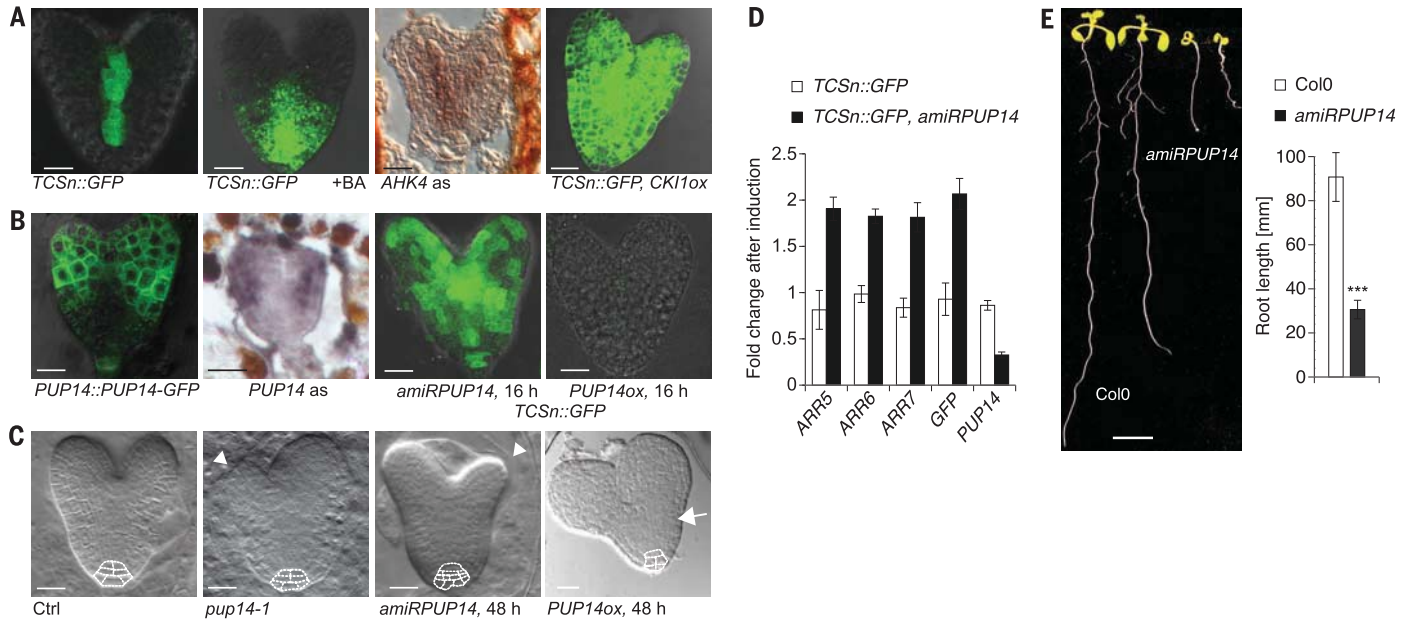 A
TCSn::GFP
TCSn::GFP +BA
AHK4 as
TCSn::GFP, CKI1ox
B
PUP14::PUP14-GFP
PUP14 as
amiRPUP14, 16 h
PUP14ox, 16 h
TCSn::GFP
C
Ctrl
pup14-1
amiRPUP14, 48 h
PUP14ox, 48 h
D
TCSn::GFP
TCSn::GFP, amiRPUP14
Fold change after induction
2.5
2
1.5
1
0.5
0
ARR5
ARR6
ARR7
GFP
PUP14
E
amiRPUP14
Col0
Col0
amiRPUP14
Root length [mm]
100
80
60
40
20
0
***